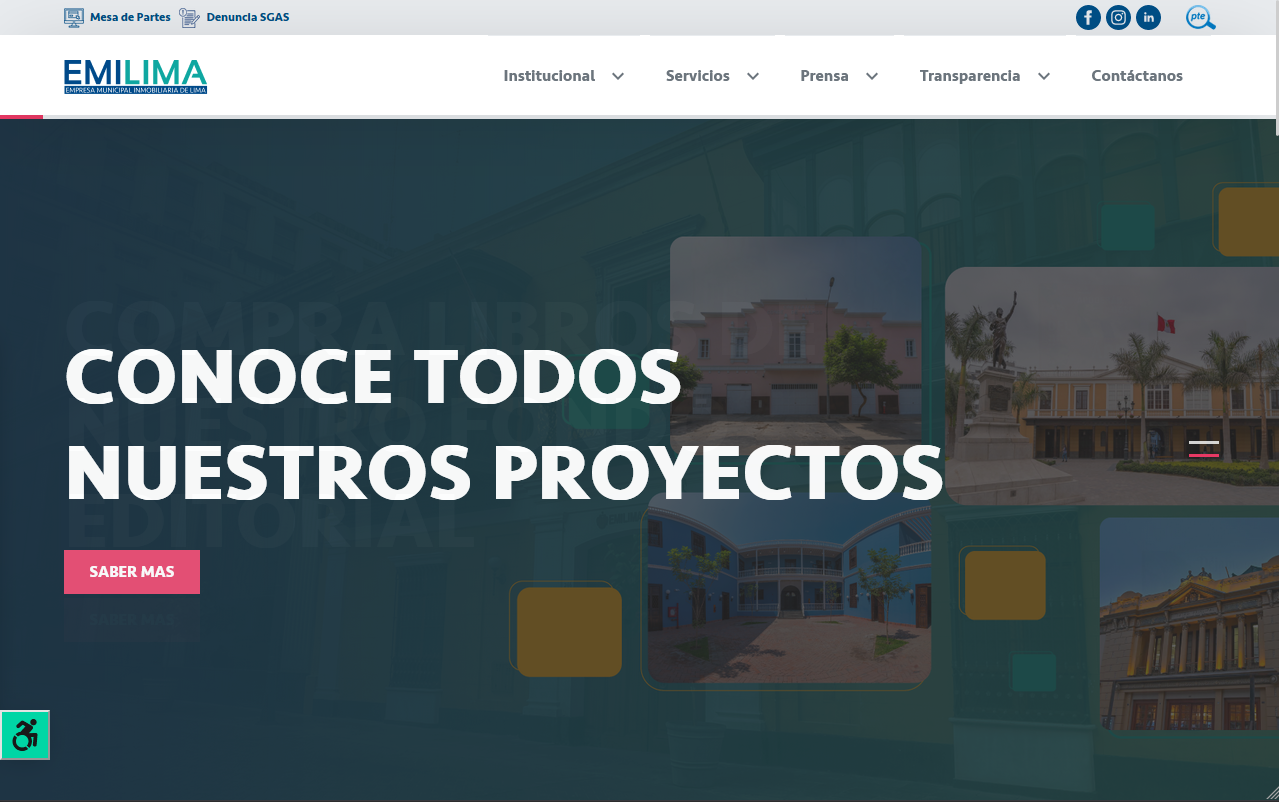 Mesa de Partes
Denuncia SGAS
pte
EMILIMA
EMPRESA MUNICIPAL INMOBILIARIA DE LIMA
Institucional
Servicios
Prensa
Transparencia
Contáctanos
COMPRA LIBROS DE
NUESTRO FONDO
EDITORIAL
CONOCE TODOS
NUESTROS PROYECTOS
SABER MAS
SABER MAS